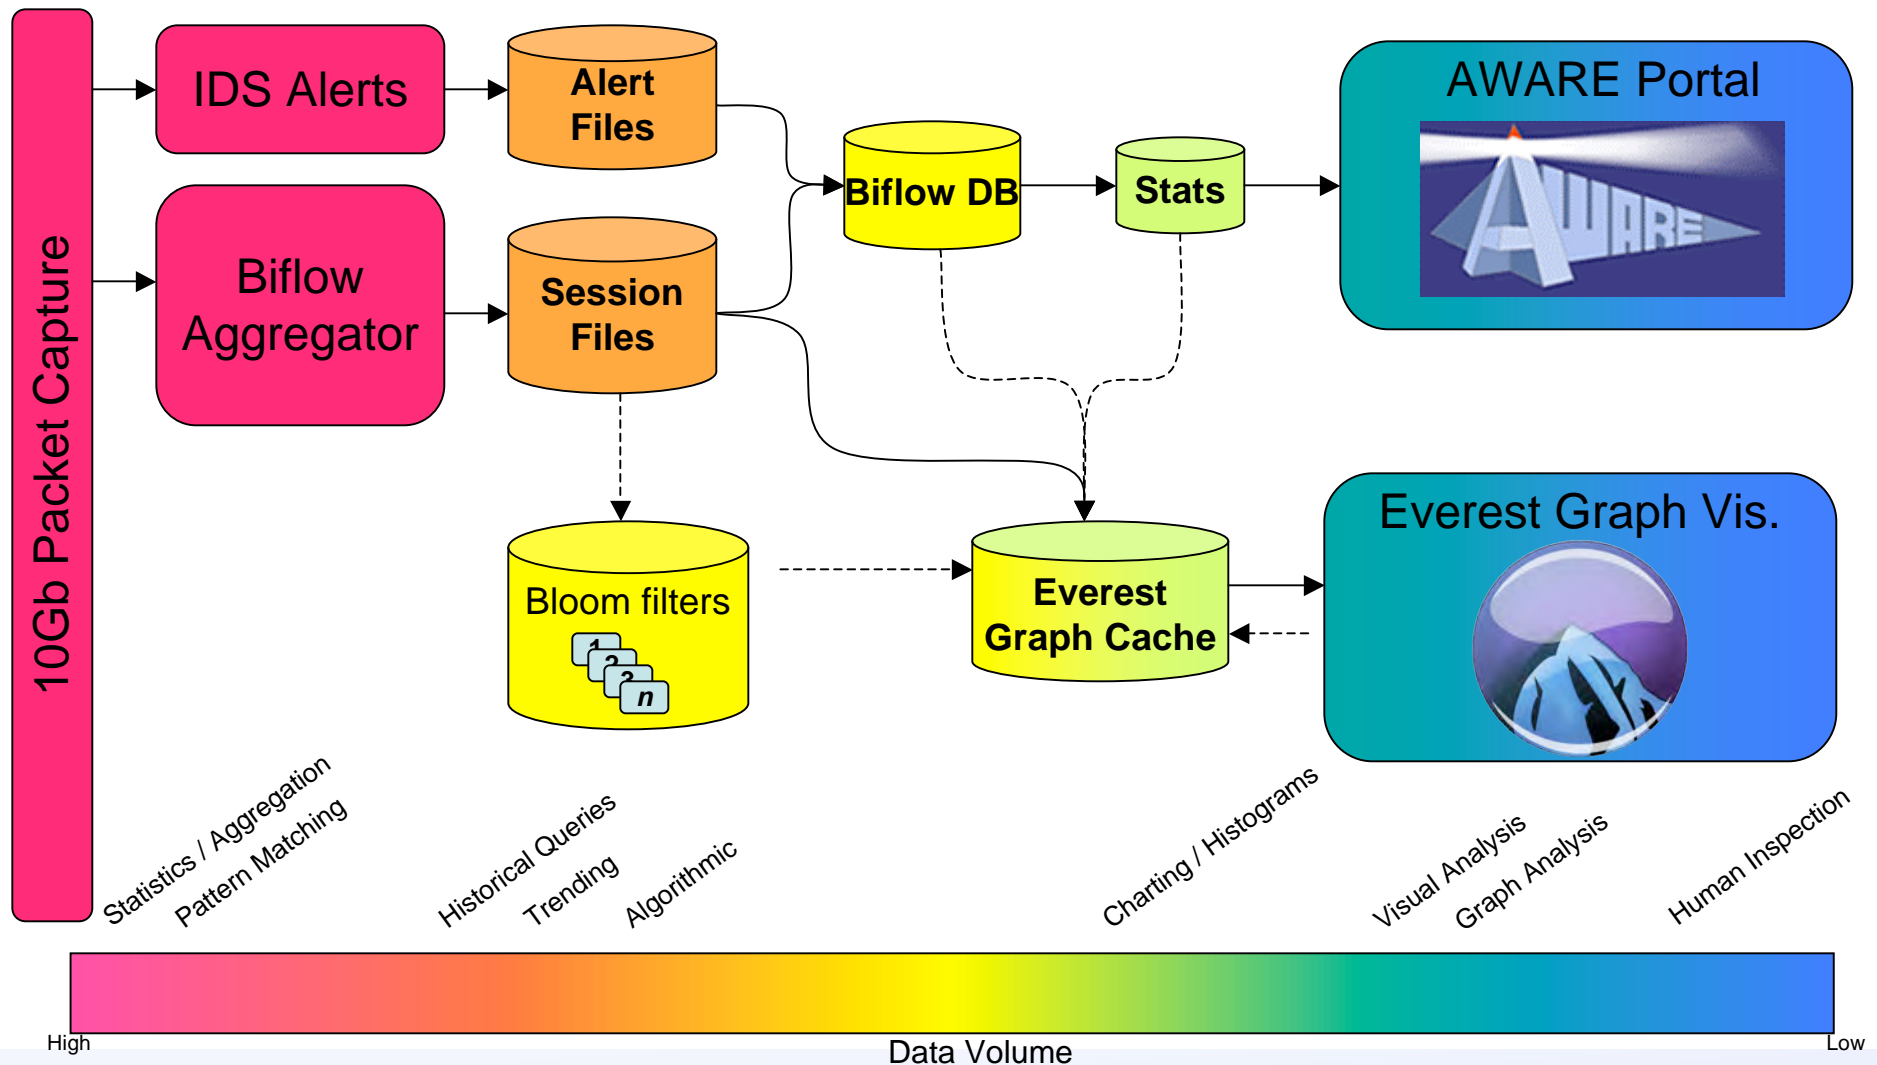 10Gb Packet Capture
IDS Alerts
Alert
Files
Biflow
Aggregator
Session
Files
Biflow DB
Stats
AWARE Portal
AWARE
Bloom filters
1
2
3
n
Everest
Graph Cache
Everest Graph Vis.
Statistics / Aggregation
Pattern Matching
Historical Queries
Trending
Algorithmic
Charting / Histograms
Visual Analysis
Graph Analysis
Human Inspection
High
Data Volume
Low